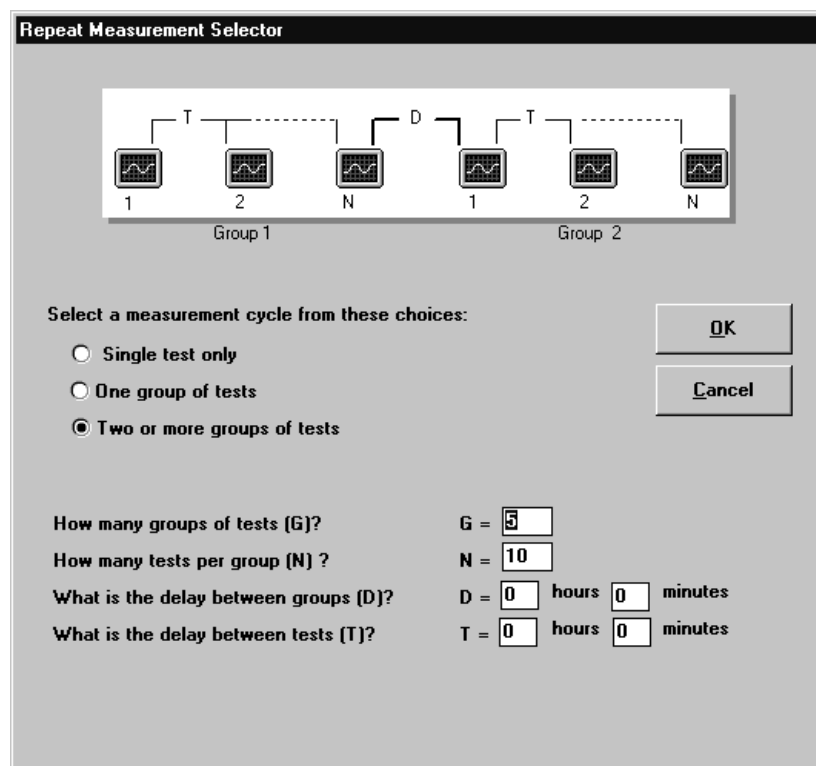 Repeat Measurement Selector
T D T
1 2 N 1 2 N
Group 1 Group 2
Select a measurement cycle from these choices:
Single test only
One group of tests
Two or more groups of tests
OK
Cancel
How many groups of tests (G)? G = 5
How many tests per group (N) ? N = 10
What is the delay between groups (D)? D = 0 hours 0 minutes
What is the delay between tests (T)? T = 0 hours 0 minutes